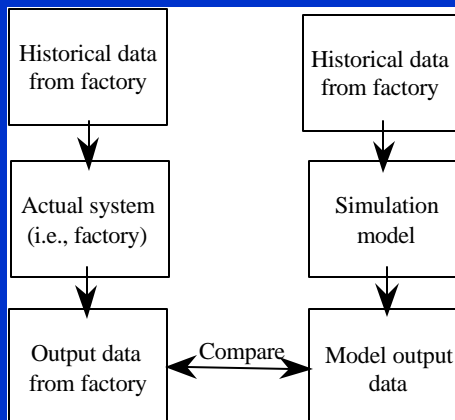 Historical data
from factory
Historical data
from factory
Actual system
(i.e., factory)
Simulation
model
Output data
from factory
Compare
Model output
data